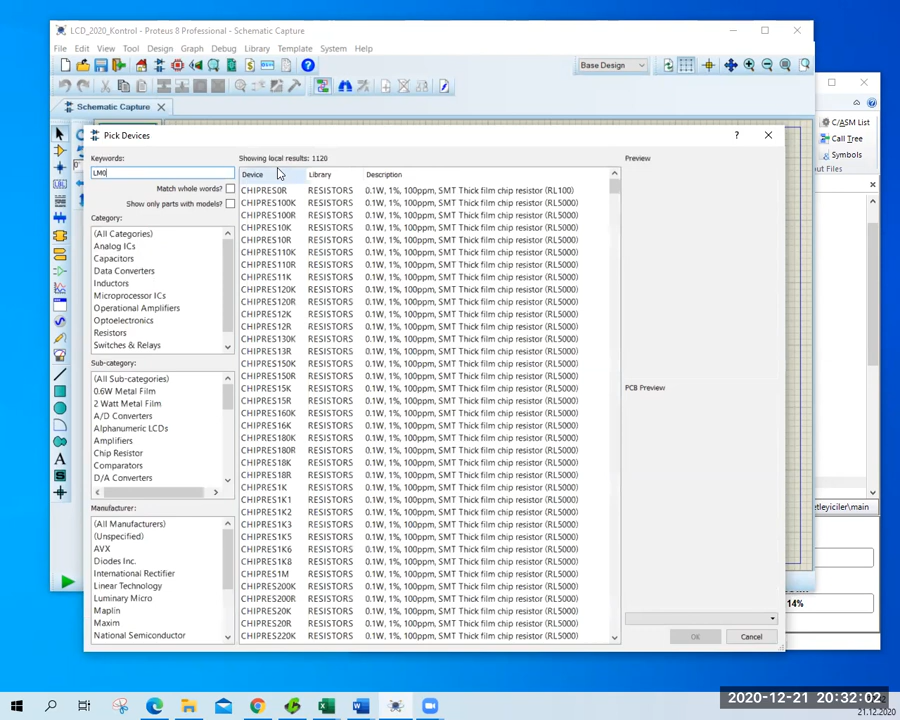 LCD_2020_Kontrol - Proteus 8 Professional - Schematic Capture
File Edit View Tools Design Graph Debug Library Template System Help
Base Design
Schematic Capture
C/ASM List
Call Tree
Symbols
Pick Devices
Keywords:
LM0
Match whole words?
Show only parts with models?
Category:
(All Categories)
Analog ICs
Capacitors
Data Converters
Inductors
Microprocessor ICs
Operational Amplifiers
Optoelectronics
Resistors
Switches & Relays
Sub-category:
(All Sub-categories)
0.6W Metal Film
2 Watt Metal Film
A/D Converters
Alphanumeric LCDs
Amplifiers
Chip Resistor
Comparators
D/A Converters
Manufacturer:
(All Manufacturers)
(Unspecified)
AVX
Diodes Inc.
International Rectifier
Linear Technology
Luminary Micro
Maplin
Maxim
National Semiconductor
Showing local results: 1120
Device Library Description
CHIPRES0R RESISTORS 0.1W, 1%, 100ppm, SMT Thick film chip resistor (RL100)
CHIPRES100K RESISTORS 0.1W, 1%, 100ppm, SMT Thick film chip resistor (RL5000)
CHIPRES100R RESISTORS 0.1W, 1%, 100ppm, SMT Thick film chip resistor (RL5000)
CHIPRES10K RESISTORS 0.1W, 1%, 100ppm, SMT Thick film chip resistor (RL5000)
CHIPRES10R RESISTORS 0.1W, 1%, 100ppm, SMT Thick film chip resistor (RL5000)
CHIPRES110K RESISTORS 0.1W, 1%, 100ppm, SMT Thick film chip resistor (RL5000)
CHIPRES110R RESISTORS 0.1W, 1%, 100ppm, SMT Thick film chip resistor (RL5000)
CHIPRES11K RESISTORS 0.1W, 1%, 100ppm, SMT Thick film chip resistor (RL5000)
CHIPRES120K RESISTORS 0.1W, 1%, 100ppm, SMT Thick film chip resistor (RL5000)
CHIPRES120R RESISTORS 0.1W, 1%, 100ppm, SMT Thick film chip resistor (RL5000)
CHIPRES12K RESISTORS 0.1W, 1%, 100ppm, SMT Thick film chip resistor (RL5000)
CHIPRES12R RESISTORS 0.1W, 1%, 100ppm, SMT Thick film chip resistor (RL5000)
CHIPRES130K RESISTORS 0.1W, 1%, 100ppm, SMT Thick film chip resistor (RL5000)
CHIPRES13R RESISTORS 0.1W, 1%, 100ppm, SMT Thick film chip resistor (RL5000)
CHIPRES150K RESISTORS 0.1W, 1%, 100ppm, SMT Thick film chip resistor (RL5000)
CHIPRES150R RESISTORS 0.1W, 1%, 100ppm, SMT Thick film chip resistor (RL5000)
CHIPRES15K RESISTORS 0.1W, 1%, 100ppm, SMT Thick film chip resistor (RL5000)
CHIPRES15R RESISTORS 0.1W, 1%, 100ppm, SMT Thick film chip resistor (RL5000)
CHIPRES160K RESISTORS 0.1W, 1%, 100ppm, SMT Thick film chip resistor (RL5000)
CHIPRES16K RESISTORS 0.1W, 1%, 100ppm, SMT Thick film chip resistor (RL5000)
CHIPRES180K RESISTORS 0.1W, 1%, 100ppm, SMT Thick film chip resistor (RL5000)
CHIPRES180R RESISTORS 0.1W, 1%, 100ppm, SMT Thick film chip resistor (RL5000)
CHIPRES18K RESISTORS 0.1W, 1%, 100ppm, SMT Thick film chip resistor (RL5000)
CHIPRES18R RESISTORS 0.1W, 1%, 100ppm, SMT Thick film chip resistor (RL5000)
CHIPRES1K RESISTORS 0.1W, 1%, 100ppm, SMT Thick film chip resistor (RL5000)
CHIPRES1K1 RESISTORS 0.1W, 1%, 100ppm, SMT Thick film chip resistor (RL5000)
CHIPRES1K2 RESISTORS 0.1W, 1%, 100ppm, SMT Thick film chip resistor (RL5000)
CHIPRES1K3 RESISTORS 0.1W, 1%, 100ppm, SMT Thick film chip resistor (RL5000)
CHIPRES1K5 RESISTORS 0.1W, 1%, 100ppm, SMT Thick film chip resistor (RL5000)
CHIPRES1K6 RESISTORS 0.1W, 1%, 100ppm, SMT Thick film chip resistor (RL5000)
CHIPRES1K8 RESISTORS 0.1W, 1%, 100ppm, SMT Thick film chip resistor (RL5000)
CHIPRES1M RESISTORS 0.1W, 1%, 100ppm, SMT Thick film chip resistor (RL5000)
CHIPRES200K RESISTORS 0.1W, 1%, 100ppm, SMT Thick film chip resistor (RL5000)
CHIPRES200R RESISTORS 0.1W, 1%, 100ppm, SMT Thick film chip resistor (RL5000)
CHIPRES20K RESISTORS 0.1W, 1%, 100ppm, SMT Thick film chip resistor (RL5000)
CHIPRES20R RESISTORS 0.1W, 1%, 100ppm, SMT Thick film chip resistor (RL5000)
CHIPRES220K RESISTORS 0.1W, 1%, 100ppm, SMT Thick film chip resistor (RL5000)
Preview
PCB Preview
OK Cancel
etleyiciler\main
14%
2020-12-21 20:32:02
21.12.2020